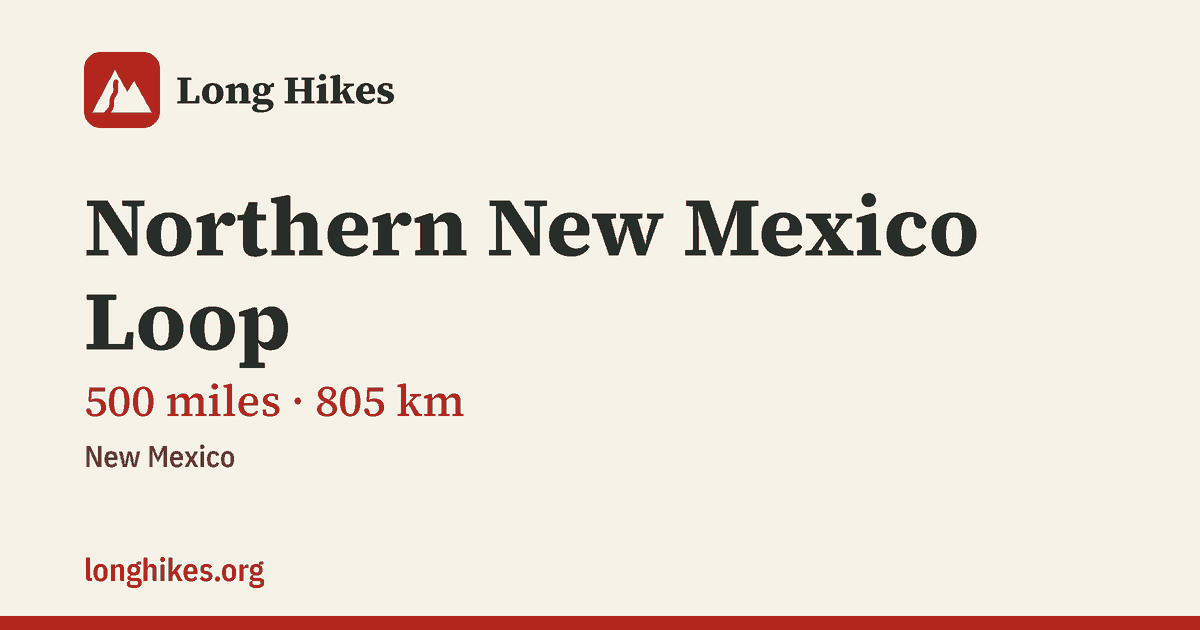 Long Hikes
Northern New Mexico
Loop
500 miles · 805 km
New Mexico
longhikes.org